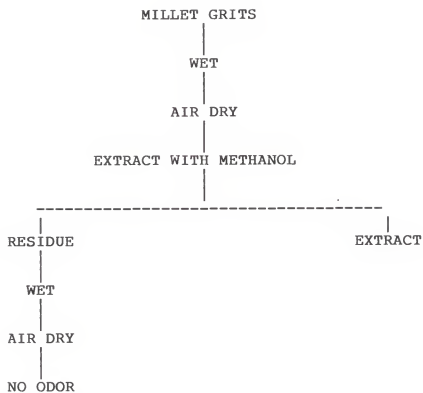 MILLET GRITS
WET
AIR DRY
EXTRACT WITH METHANOL
RESIDUE EXTRACT
WET
AIR DRY
NO ODOR